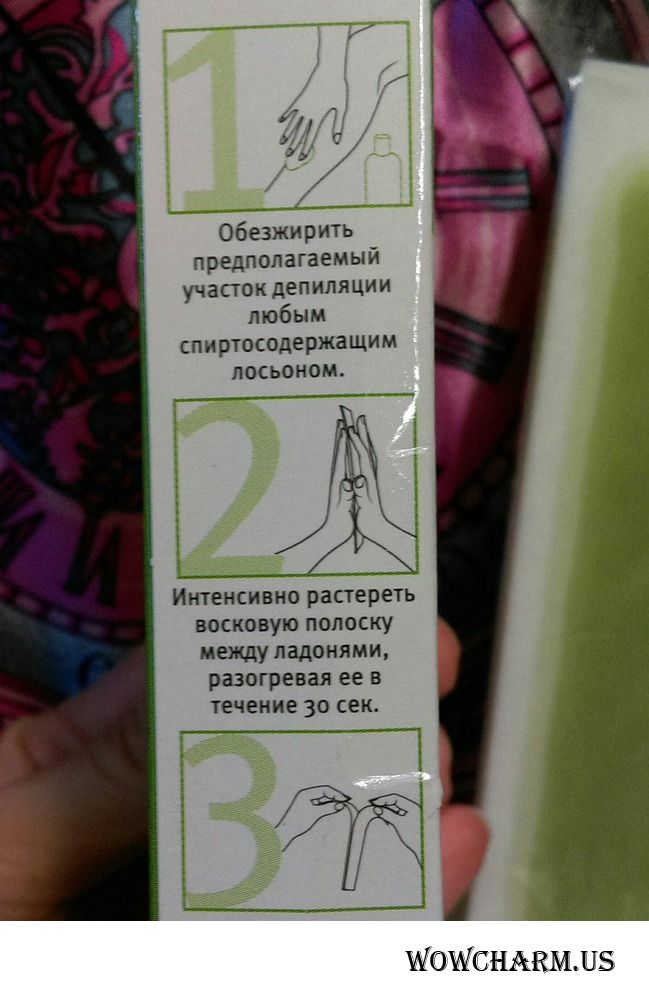 1
Обезжирить
предполагаемый
участок депиляции
любым
спиртосодержащим
лосьоном.
2
Интенсивно растереть
восковую полоску
между ладонями,
разогревая ее в
течение 30 сек.
3
WOWCHARM.US